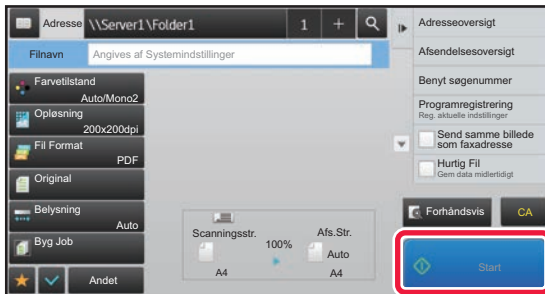 Adresse \\Server1\Folder1 1 +
Filnavn Angives af Systemindstillinger
Farvetilstand
Auto/Mono2
Opløsning
200x200dpi
Fil Format
PDF
Original
Belysning
Auto
Byg Job
Andet
Scanningsstr.
100%
Afs.Str.
Auto
A4
A4
Adresseoversigt
Afsendelsesoversigt
Benyt søgenummer
Programregistrering
Reg. aktuelle indstillinger
Send samme billede
som faxadresse
Hurtig Fil
Gem data midlertidigt
Forhåndsvis
CA
Start